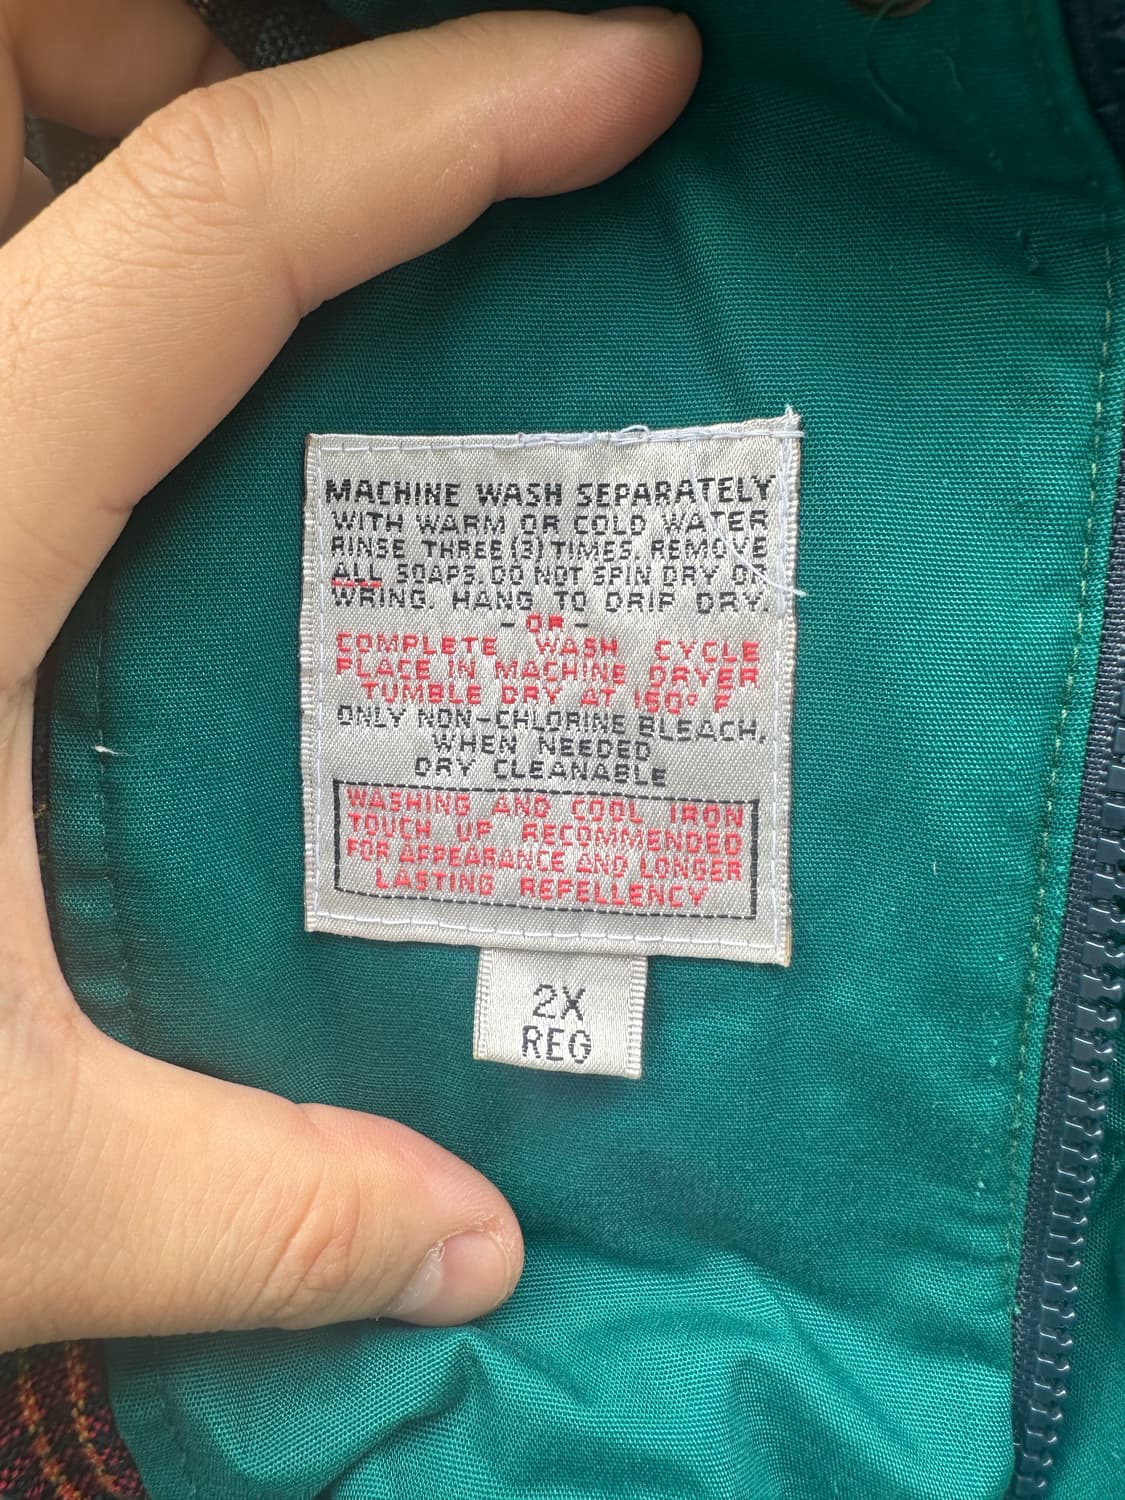 MACHINE WASH SEPARATELY
WITH WARM OR COLD WATER
RINSE THREE (3) TIMES. REMOVE
ALL SOAPS. DO NOT SPIN DRY OR
WRING. HANG TO DRIP DRY.
- OR -
COMPLETE WASH CYCLE
PLACE IN MACHINE DRYER
TUMBLE DRY AT 150° F
ONLY NON-CHLORINE BLEACH,
WHEN NEEDED
DRY CLEANABLE
WASHING AND COOL IRON
TOUCH UP RECOMMENDED
FOR APPEARANCE AND LONGER
LASTING REPELLENCY
2X
REG